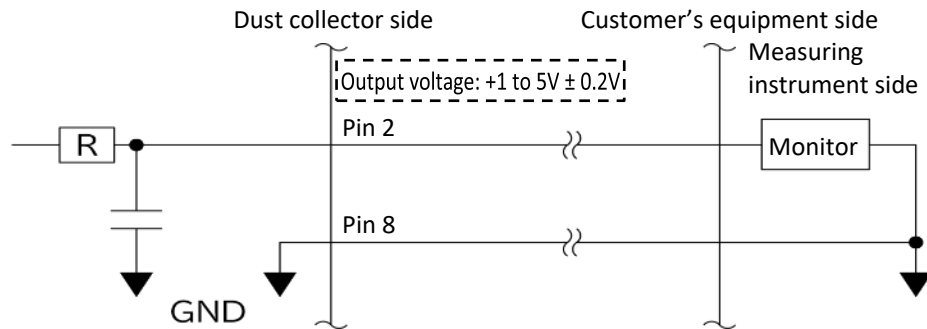 Dust collector side
Customer’s equipment side
Measuring
instrument side
Output voltage: +1 to 5V ± 0.2V
Pin 2
R
Monitor
Pin 8
GND